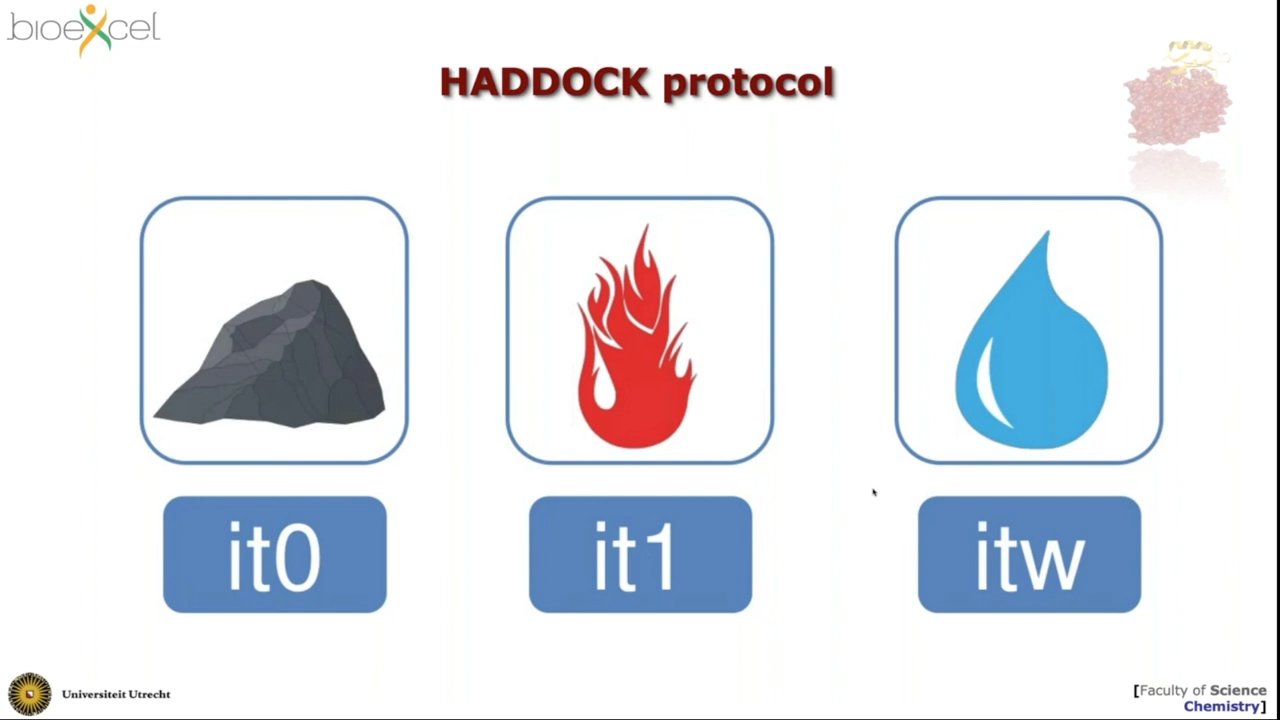 bioexcel
HADDOCK protocol
it0
it1
itw
Universiteit Utrecht
[Faculty of Science
Chemistry]